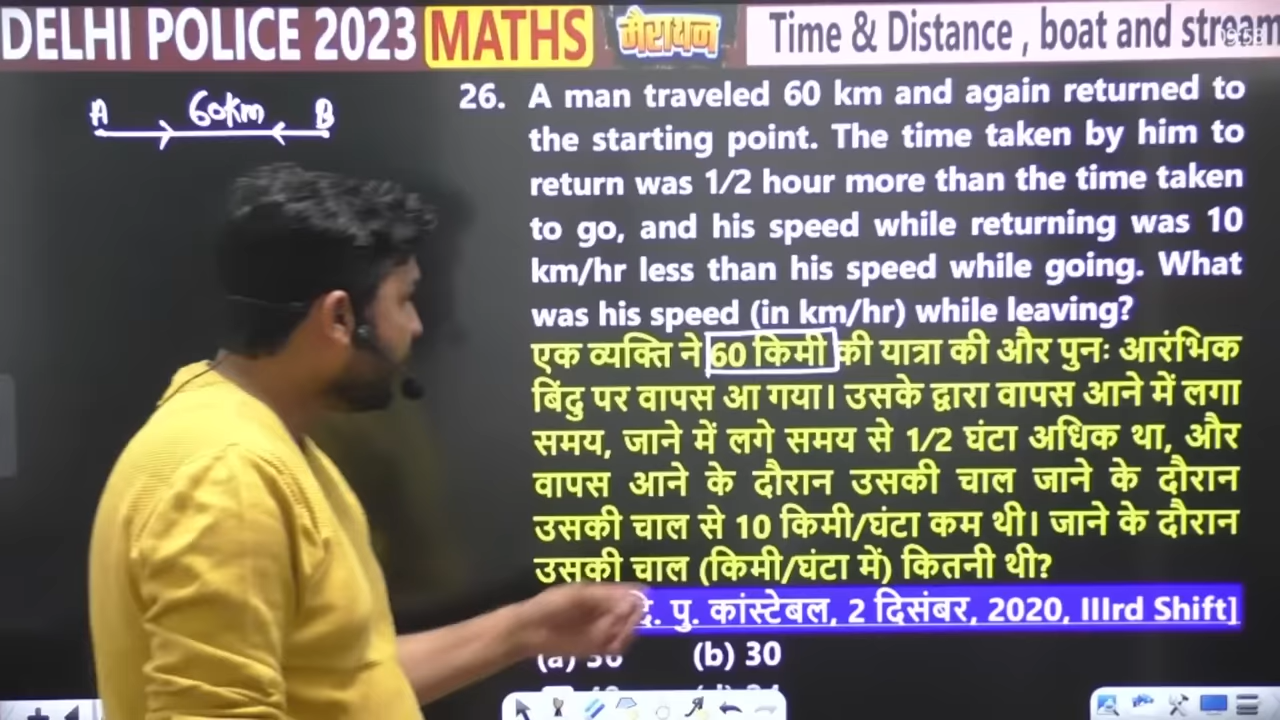 DELHI POLICE 2023 MATHS मैराथन Time & Distance , boat and stream
A 60km B
26. A man traveled 60 km and again returned to
the starting point. The time taken by him to
return was 1/2 hour more than the time taken
to go, and his speed while returning was 10
km/hr less than his speed while going. What
was his speed (in km/hr) while leaving?
एक व्यक्ति ने 60 किमी की यात्रा की और पुनः आरंभिक
बिंदु पर वापस आ गया। उसके द्वारा वापस आने में लगा
समय, जाने में लगे समय से 1/2 घंटा अधिक था, और
वापस आने के दौरान उसकी चाल जाने के दौरान
उसकी चाल से 10 किमी/घंटा कम थी। जाने के दौरान
उसकी चाल (किमी/घंटा में) कितनी थी?
दि. पु. कांस्टेबल, 2 दिसंबर, 2020, IIIrd Shift]
(a) (b) 30